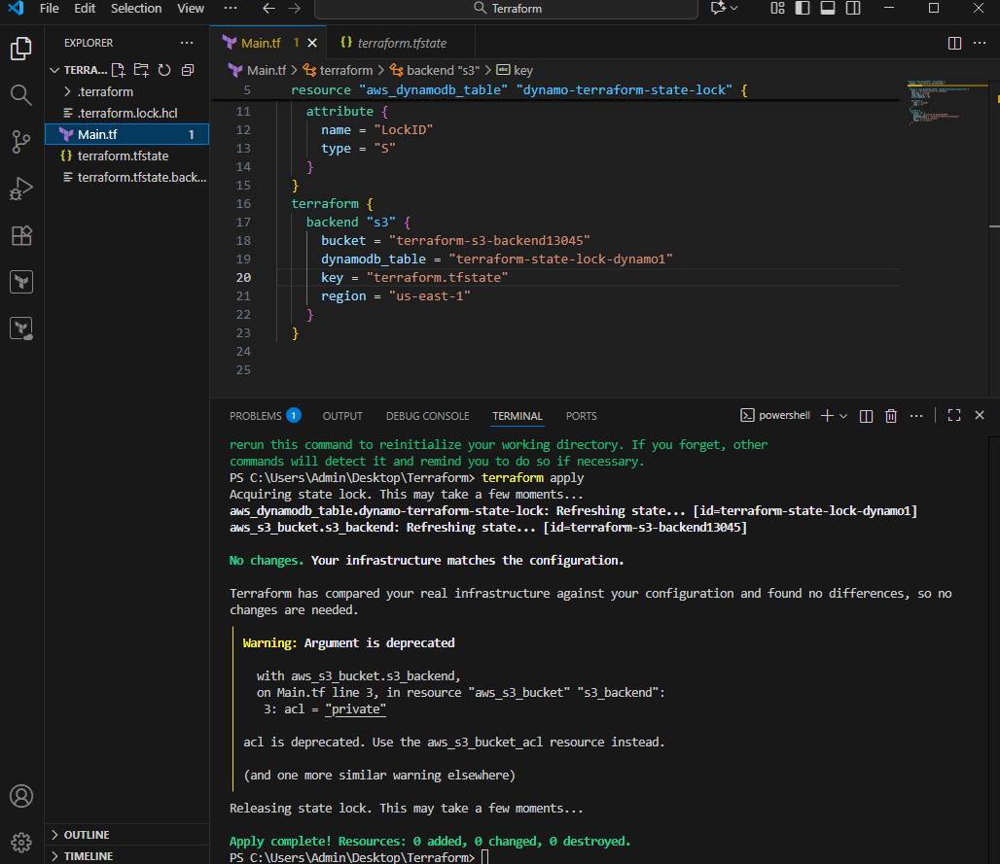 File Edit Selection View ··· Terraform
EXPLORER ···
TERRA...
.terraform
.terraform.lock.hcl
Main.tf 1
terraform.tfstate
terraform.tfstate.back...
OUTLINE
TIMELINE
Main.tf 1
{} terraform.tfstate
Main.tf > terraform > backend "s3" > key
5 resource "aws_dynamodb_table" "dynamo-terraform-state-lock" {
11 attribute {
12 name = "LockID"
13 type = "S"
14 }
15 }
16 terraform {
17 backend "s3" {
18 bucket = "terraform-s3-backend13045"
19 dynamodb_table = "terraform-state-lock-dynamo1"
20 key = "terraform.tfstate"
21 region = "us-east-1"
22 }
23 }
24
25
PROBLEMS 1 OUTPUT DEBUG CONSOLE TERMINAL PORTS powershell
rerun this command to reinitialize your working directory. If you forget, other
commands will detect it and remind you to do so if necessary.
PS C:\Users\Admin\Desktop\Terraform> terraform apply
Acquiring state lock. This may take a few moments...
aws_dynamodb_table.dynamo-terraform-state-lock: Refreshing state... [id=terraform-state-lock-dynamo1]
aws_s3_bucket.s3_backend: Refreshing state... [id=terraform-s3-backend13045]
No changes. Your infrastructure matches the configuration.
Terraform has compared your real infrastructure against your configuration and found no differences, so no
changes are needed.
Warning: Argument is deprecated
with aws_s3_bucket.s3_backend,
on Main.tf line 3, in resource "aws_s3_bucket" "s3_backend":
3: acl = "private"
acl is deprecated. Use the aws_s3_bucket_acl resource instead.
(and one more similar warning elsewhere)
Releasing state lock. This may take a few moments...
Apply complete! Resources: 0 added, 0 changed, 0 destroyed.
PS C:\Users\Admin\Desktop\Terraform>